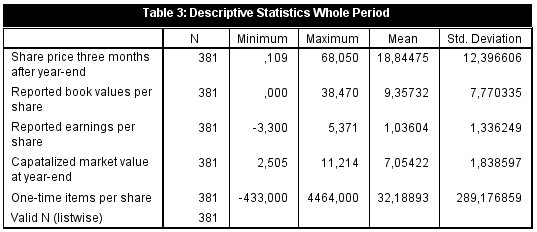 Table 3: Descriptive Statistics Whole Period
N Minimum Maximum Mean Std. Deviation
Share price three months after year-end 381 ,109 68,050 18,84475 12,396606
Reported book values per share 381 ,000 38,470 9,35732 7,770335
Reported earnings per share 381 -3,300 5,371 1,03604 1,336249
Capatalized market value at year-end 381 2,505 11,214 7,05422 1,838597
One-time items per share 381 -433,000 4464,000 32,18893 289,176859
Valid N (listwise) 381